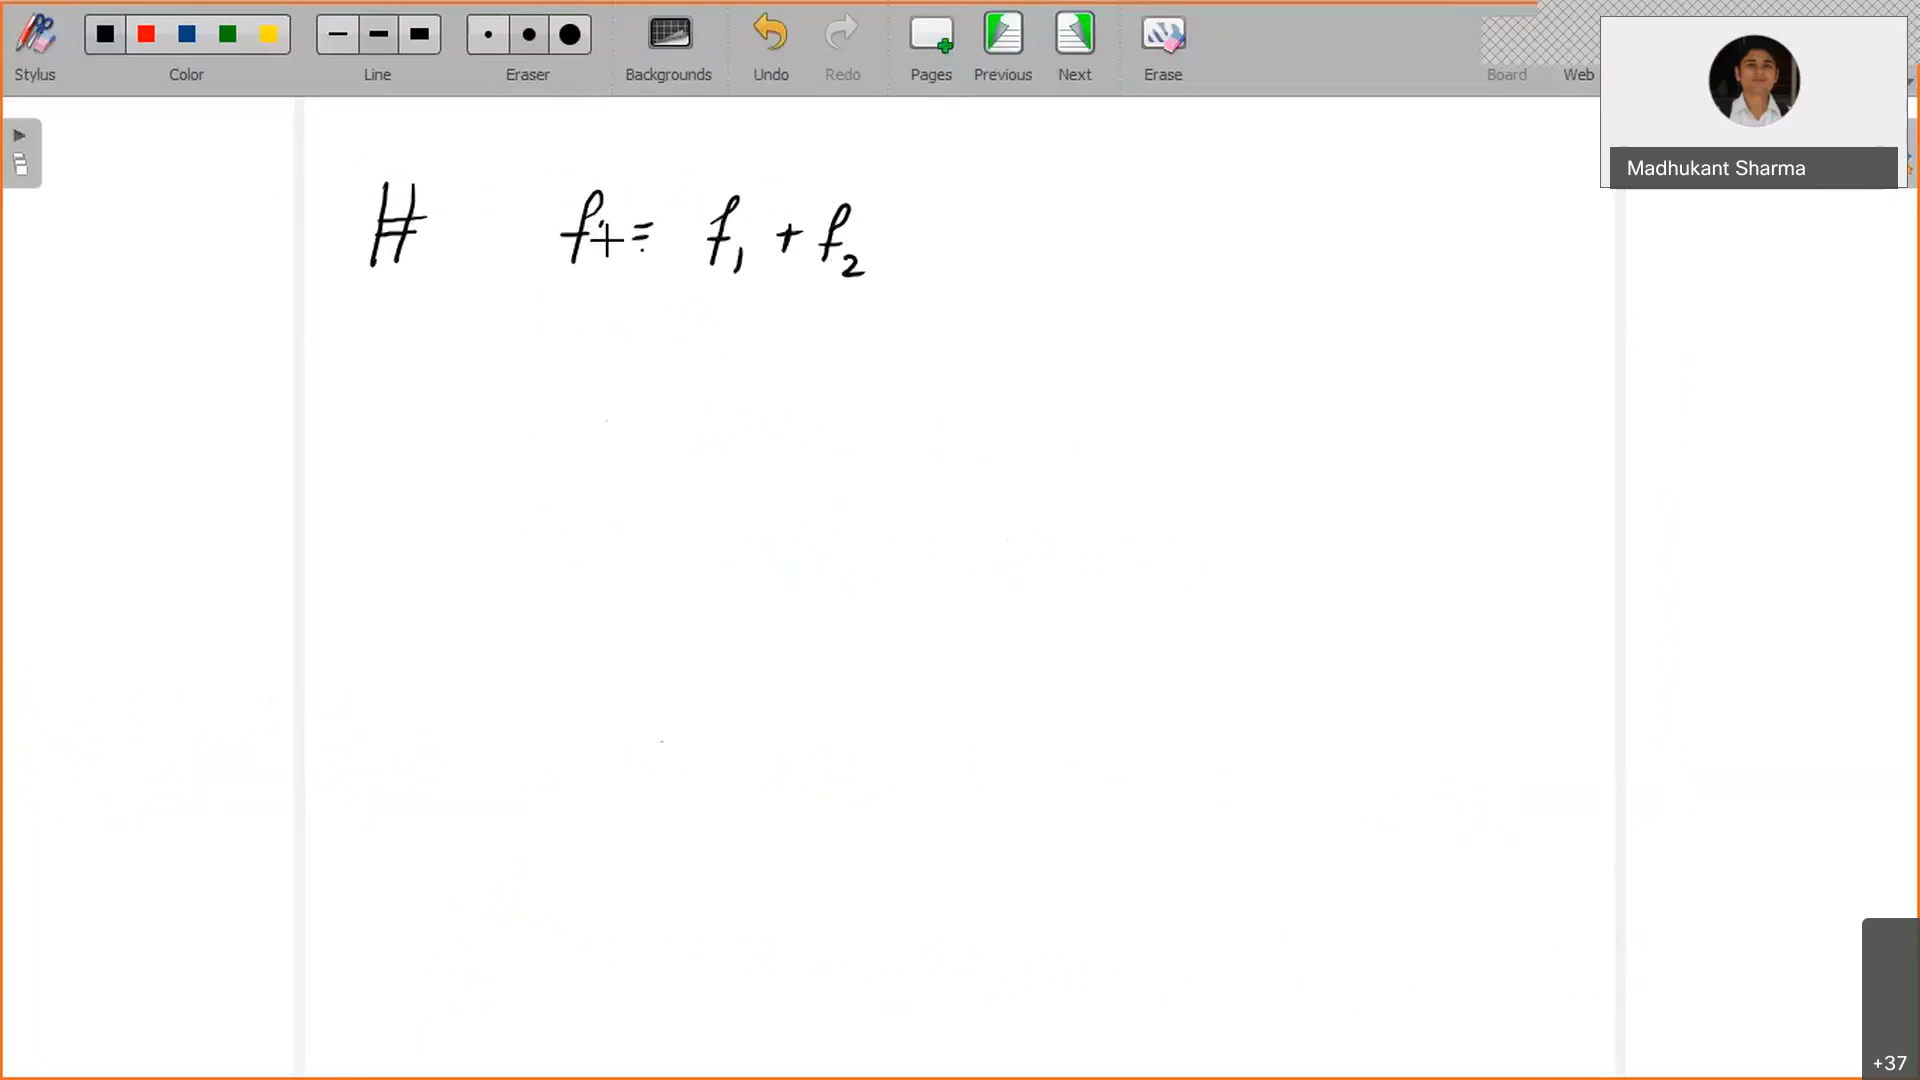 Stylus Color Line Eraser Backgrounds Undo Redo Pages Previous Next Erase Board Web
Madhukant Sharma
# f = f₁ + f₂
+37